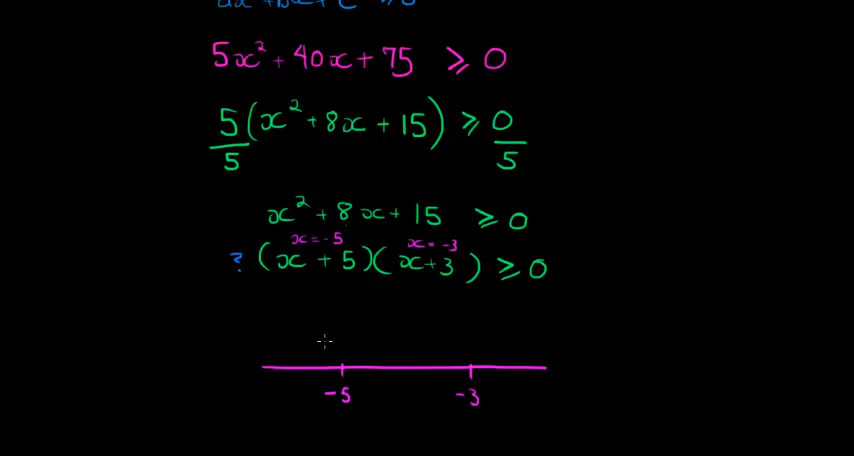 5x² + 40x + 75 ≥ 0
5(x² + 8x + 15) ≥ 0
5 5
x² + 8x + 15 ≥ 0
x = -5 x = -3
? (x + 5)(x + 3) ≥ 0
-5 -3